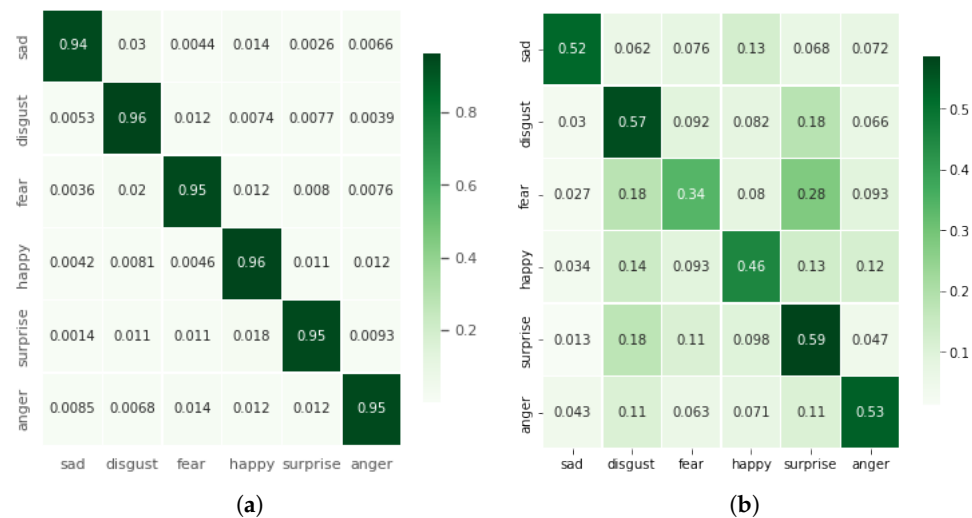 sad 0.94 0.03 0.0044 0.014 0.0026 0.0066
disgust 0.0053 0.96 0.012 0.0074 0.0077 0.0039
fear 0.0036 0.02 0.95 0.012 0.008 0.0076
happy 0.0042 0.0081 0.0046 0.96 0.011 0.012
surprise 0.0014 0.011 0.011 0.018 0.95 0.0093
anger 0.0085 0.0068 0.014 0.012 0.012 0.95
sad disgust fear happy surprise anger
0.8
0.6
0.4
0.2
(a)
sad 0.52 0.062 0.076 0.13 0.068 0.072
disgust 0.03 0.57 0.092 0.082 0.18 0.066
fear 0.027 0.18 0.34 0.08 0.28 0.093
happy 0.034 0.14 0.093 0.46 0.13 0.12
surprise 0.013 0.18 0.11 0.098 0.59 0.047
anger 0.043 0.11 0.063 0.071 0.11 0.53
sad disgust fear happy surprise anger
0.5
0.4
0.3
0.2
0.1
(b)